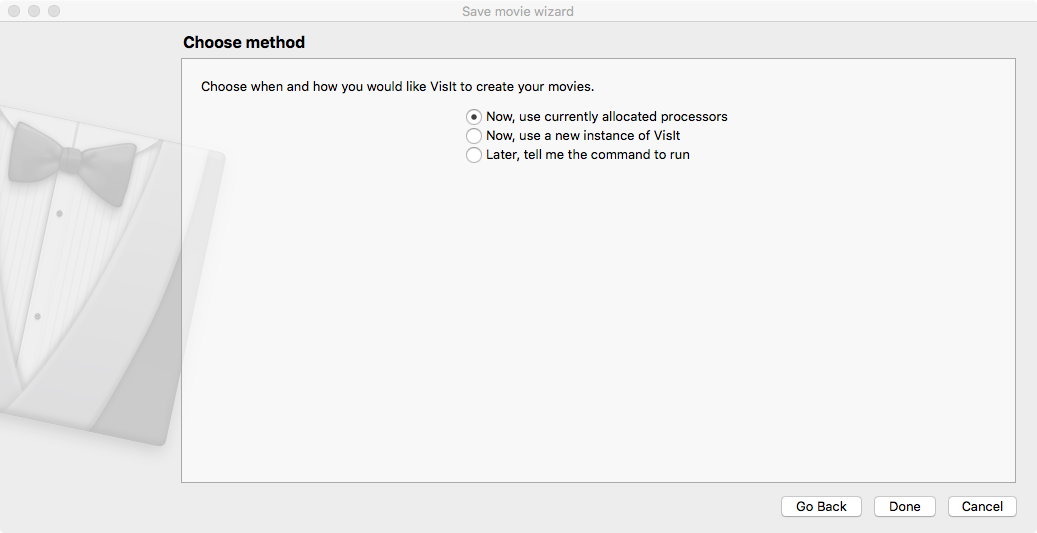 Save movie wizard
Choose method
Choose when and how you would like VisIt to create your movies.
Now, use currently allocated processors
Now, use a new instance of VisIt
Later, tell me the command to run
Go Back
Done
Cancel